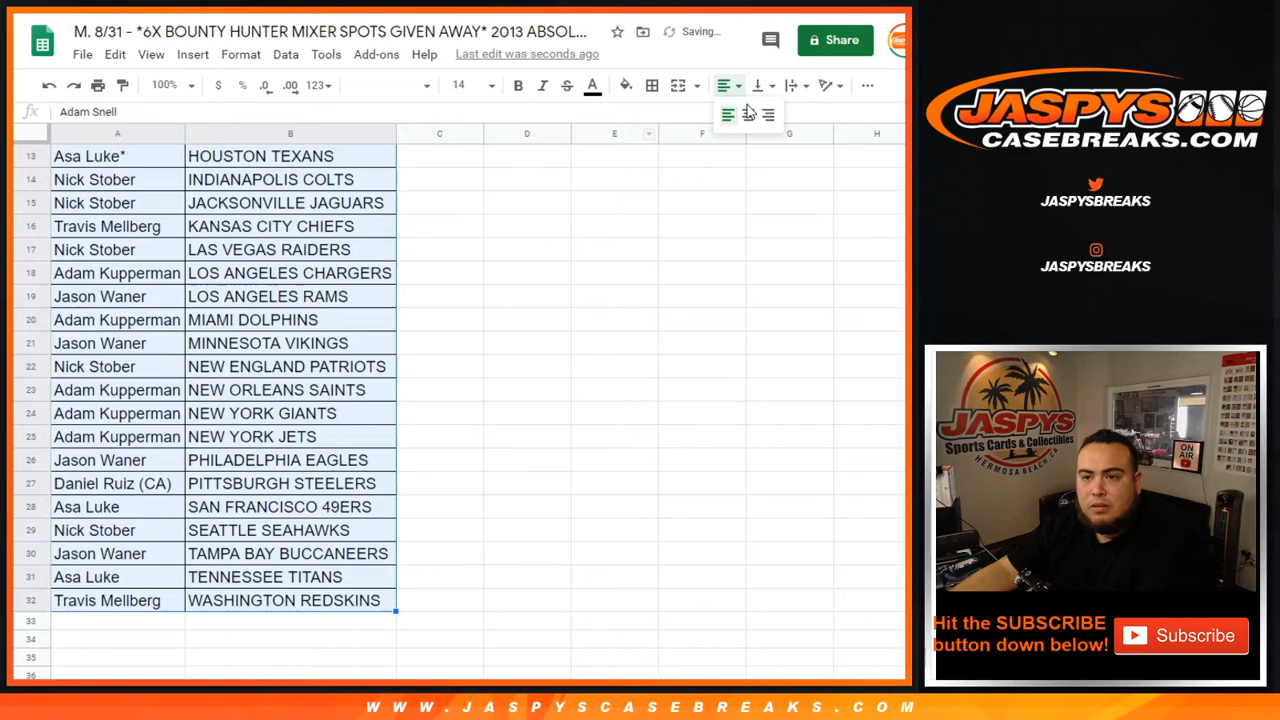 M. 8/31 - *6X BOUNTY HUNTER MIXER SPOTS GIVEN AWAY* 2013 ABSOL...
Saving...
Share
File Edit View Insert Format Data Tools Add-ons Help Last edit was seconds ago
100% $ % .0 .00 123 14 B I S A
fx Adam Snell
A B C D E F G H
13 Asa Luke* HOUSTON TEXANS
14 Nick Stober INDIANAPOLIS COLTS
15 Nick Stober JACKSONVILLE JAGUARS
16 Travis Mellberg KANSAS CITY CHIEFS
17 Nick Stober LAS VEGAS RAIDERS
18 Adam Kupperman LOS ANGELES CHARGERS
19 Jason Waner LOS ANGELES RAMS
20 Adam Kupperman MIAMI DOLPHINS
21 Jason Waner MINNESOTA VIKINGS
22 Nick Stober NEW ENGLAND PATRIOTS
23 Adam Kupperman NEW ORLEANS SAINTS
24 Adam Kupperman NEW YORK GIANTS
25 Adam Kupperman NEW YORK JETS
26 Jason Waner PHILADELPHIA EAGLES
27 Daniel Ruiz (CA) PITTSBURGH STEELERS
28 Asa Luke SAN FRANCISCO 49ERS
29 Nick Stober SEATTLE SEAHAWKS
30 Jason Waner TAMPA BAY BUCCANEERS
31 Asa Luke TENNESSEE TITANS
32 Travis Mellberg WASHINGTON REDSKINS
33
34
35
36
JASPYS
CASEBREAKS.COM
JASPYSBREAKS
JASPYSBREAKS
JASPYS
Sports Cards & Collectibles
HERMOSA BEACH CA
ON AIR
Hit the SUBSCRIBE
button down below!
Subscribe
WWW.JASPYSCASEBREAKS.COM